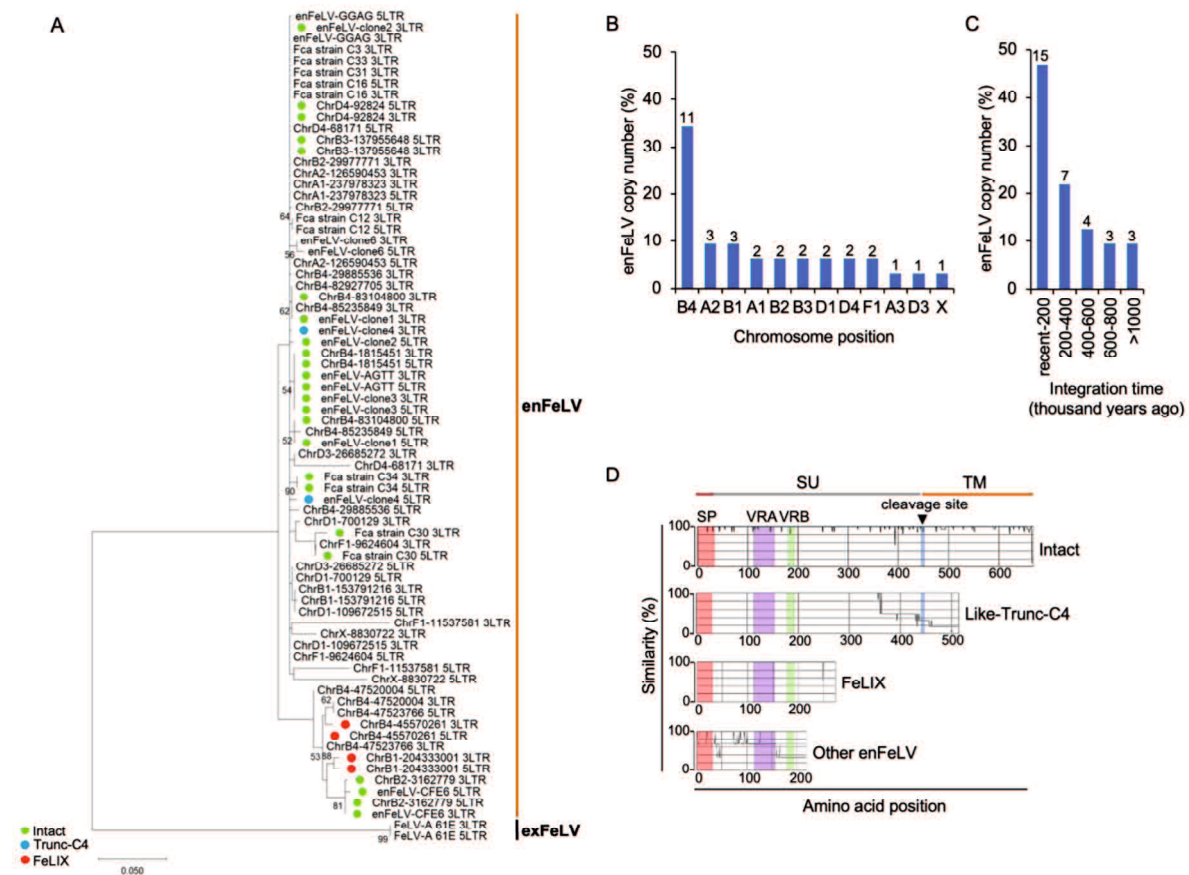 A
enFeLV-GGAG 5LTR
enFeLV-clone2 3LTR
enFeLV-GGAG 3LTR
Fca strain C3 3LTR
Fca strain C33 3LTR
Fca strain C31 3LTR
Fca strain C16 5LTR
Fca strain C16 3LTR
ChrD4-92824 5LTR
ChrD4-92824 3LTR
ChrD4-68171 5LTR
ChrB3-137955648 5LTR
ChrB3-137955648 3LTR
ChrB2-29977771 3LTR
ChrA2-126590453 3LTR
ChrA1-237978323 3LTR
ChrA1-237978323 5LTR
ChrB2-29977771 5LTR
64
Fca strain C12 3LTR
Fca strain C12 5LTR
enFeLV-clone6 3LTR
56
enFeLV-clone6 5LTR
ChrA2-126590453 5LTR
ChrB4-29885536 3LTR
ChrB4-82927705 3LTR
ChrB4-83104800 3LTR
62
ChrB4-85235849 3LTR
enFeLV-clone1 3LTR
enFeLV-clone4 3LTR
enFeLV-clone2 5LTR
ChrB4-1815451 3LTR
ChrB4-1815451 5LTR
enFeLV-AGTT 3LTR
54
enFeLV-AGTT 5LTR
enFeLV-clone3 3LTR
enFeLV-clone3 5LTR
ChrB4-83104800 5LTR
ChrB4-85235849 5LTR
52
enFeLV-clone1 5LTR
ChrD3-26685272 3LTR
ChrD4-68171 3LTR
Fca strain C34 3LTR
90
Fca strain C34 5LTR
enFeLV-clone4 5LTR
ChrB4-29885536 5LTR
ChrD1-700129 3LTR
Fca strain C30 3LTR
ChrF1-9624604 3LTR
Fca strain C30 5LTR
ChrD3-26685272 5LTR
ChrD1-700129 5LTR
ChrB1-153791216 3LTR
ChrB1-153791216 5LTR
ChrD1-109672515 5LTR
ChrF1-11537581 3LTR
ChrX-8830722 3LTR
ChrD1-109672515 3LTR
ChrF1-9624604 5LTR
ChrF1-11537581 5LTR
ChrX-8830722 5LTR
ChrB4-47520004 5LTR
62
ChrB4-47520004 3LTR
ChrB4-47523766 5LTR
ChrB4-45570261 3LTR
ChrB4-45570261 5LTR
ChrB4-47523766 3LTR
53 88
ChrB1-204333001 3LTR
ChrB1-204333001 5LTR
ChrB2-3162779 3LTR
enFeLV-CFE6 5LTR
81
ChrB2-3162779 5LTR
enFeLV-CFE6 3LTR
FeLV-A 61E 3LTR
99
FeLV-A 61E 5LTR
enFeLV
exFeLV
Intact
Trunc-C4
FeLIX
0.050
B
enFeLV copy number (%)
50
40
30
20
10
0
11 3 3 2 2 2 2 2 2 1 1 1
B4 A2 B1 A1 B2 B3 D1 D4 F1 A3 D3 X
Chromosome position
C
enFeLV copy number (%)
50
40
30
20
10
0
15 7 4 3 3
recent-200
200-400
400-600
600-800
>1000
Integration time
(thousand years ago)
D
SU TM
cleavage site
SP VRA VRB
100
0
0 100 200 300 400 500 600
Intact
100
0
0 100 200 300 400 500
Like-Trunc-C4
100
0
0 100 200
FeLIX
100
0
0 100 200
Other enFeLV
Similarity (%)
Amino acid position